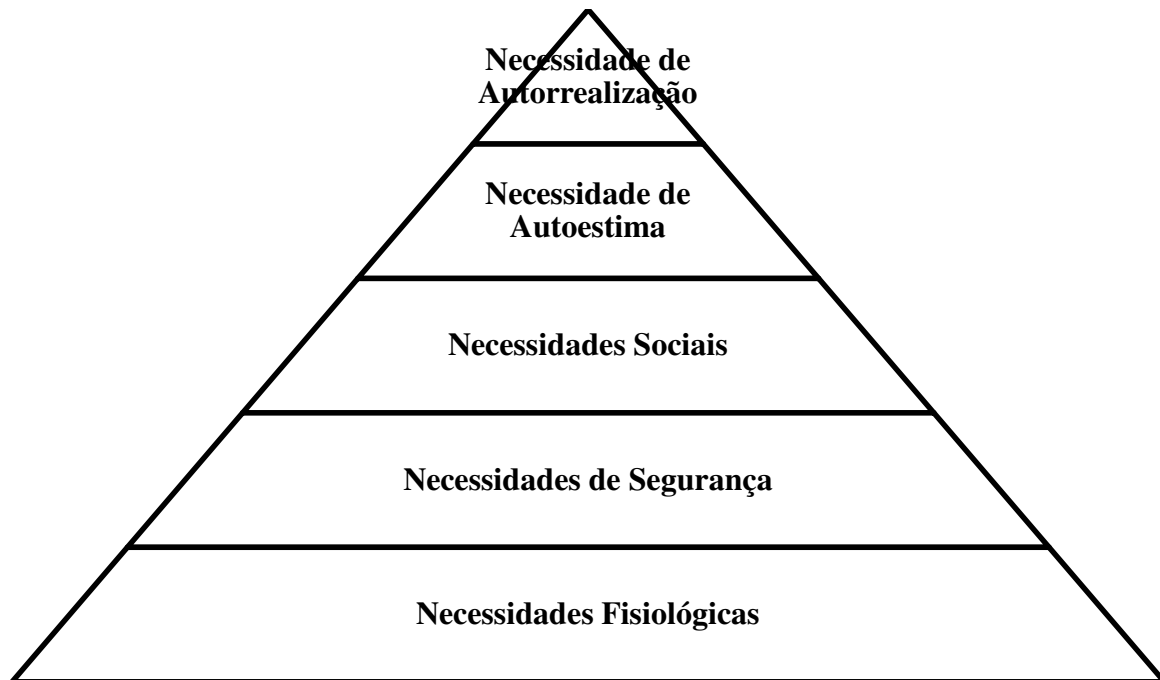 Necessidade de
Autorrealização
Necessidade de
Autoestima
Necessidades Sociais
Necessidades de Segurança
Necessidades Fisiológicas